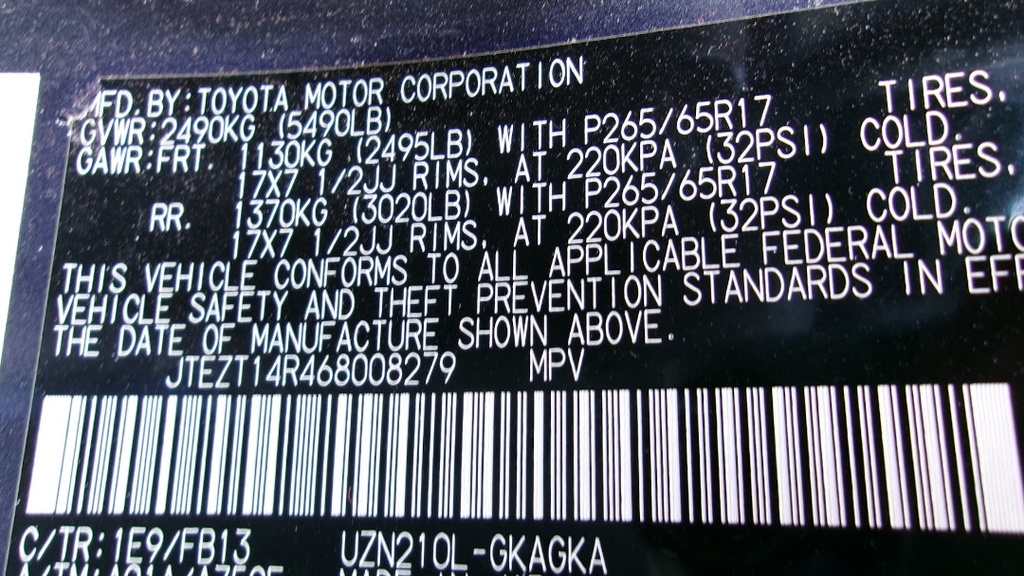 MFD. BY: TOYOTA MOTOR CORPORATION
GVWR: 2490KG (5490LB)
GAWR: FRT. 1130KG (2495LB) WITH P265/65R17 TIRES.
17X7 1/2JJ RIMS, AT 220KPA (32PSI) COLD.
RR. 1370KG (3020LB) WITH P265/65R17 TIRES.
17X7 1/2JJ RIMS, AT 220KPA (32PSI) COLD.
THIS VEHICLE CONFORMS TO ALL APPLICABLE FEDERAL MOTO
VEHICLE SAFETY AND THEFT PREVENTION STANDARDS IN EFF
THE DATE OF MANUFACTURE SHOWN ABOVE.
JTEZT14R468008279 MPV
C/TR: 1E9/FB13 UZN210L-GKAGKA